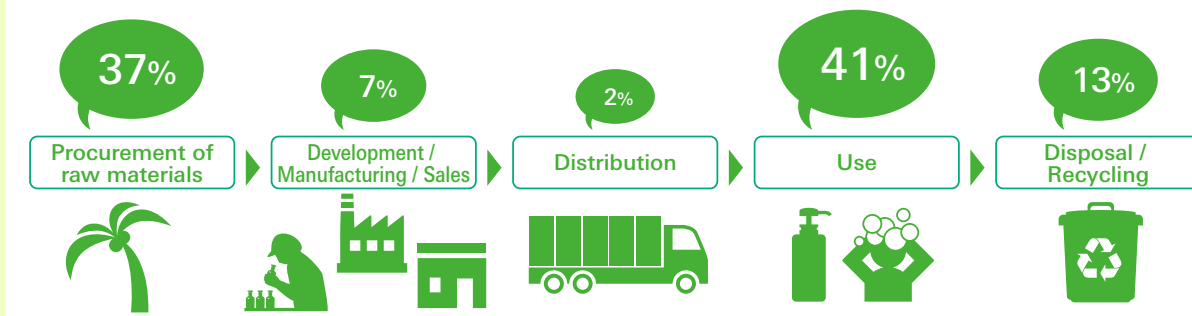 37%
7%
2%
41%
13%
Procurement of
raw materials
Development /
Manufacturing / Sales
Distribution
Use
Disposal /
Recycling